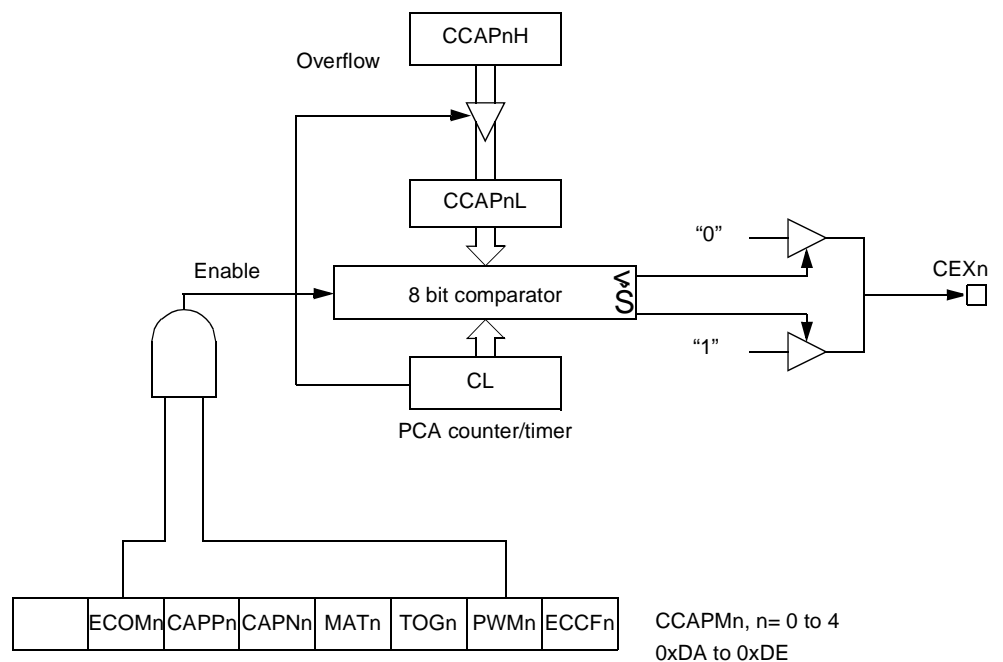 CCAPnH
Overflow
CCAPnL
“0”
Enable
8 bit comparator
<
CEXn
“1”
CL
PCA counter/timer
ECOMn CAPPn CAPNn MATn TOGn PWMn ECCFn
CCAPMn, n= 0 to 4
0xDA to 0xDE